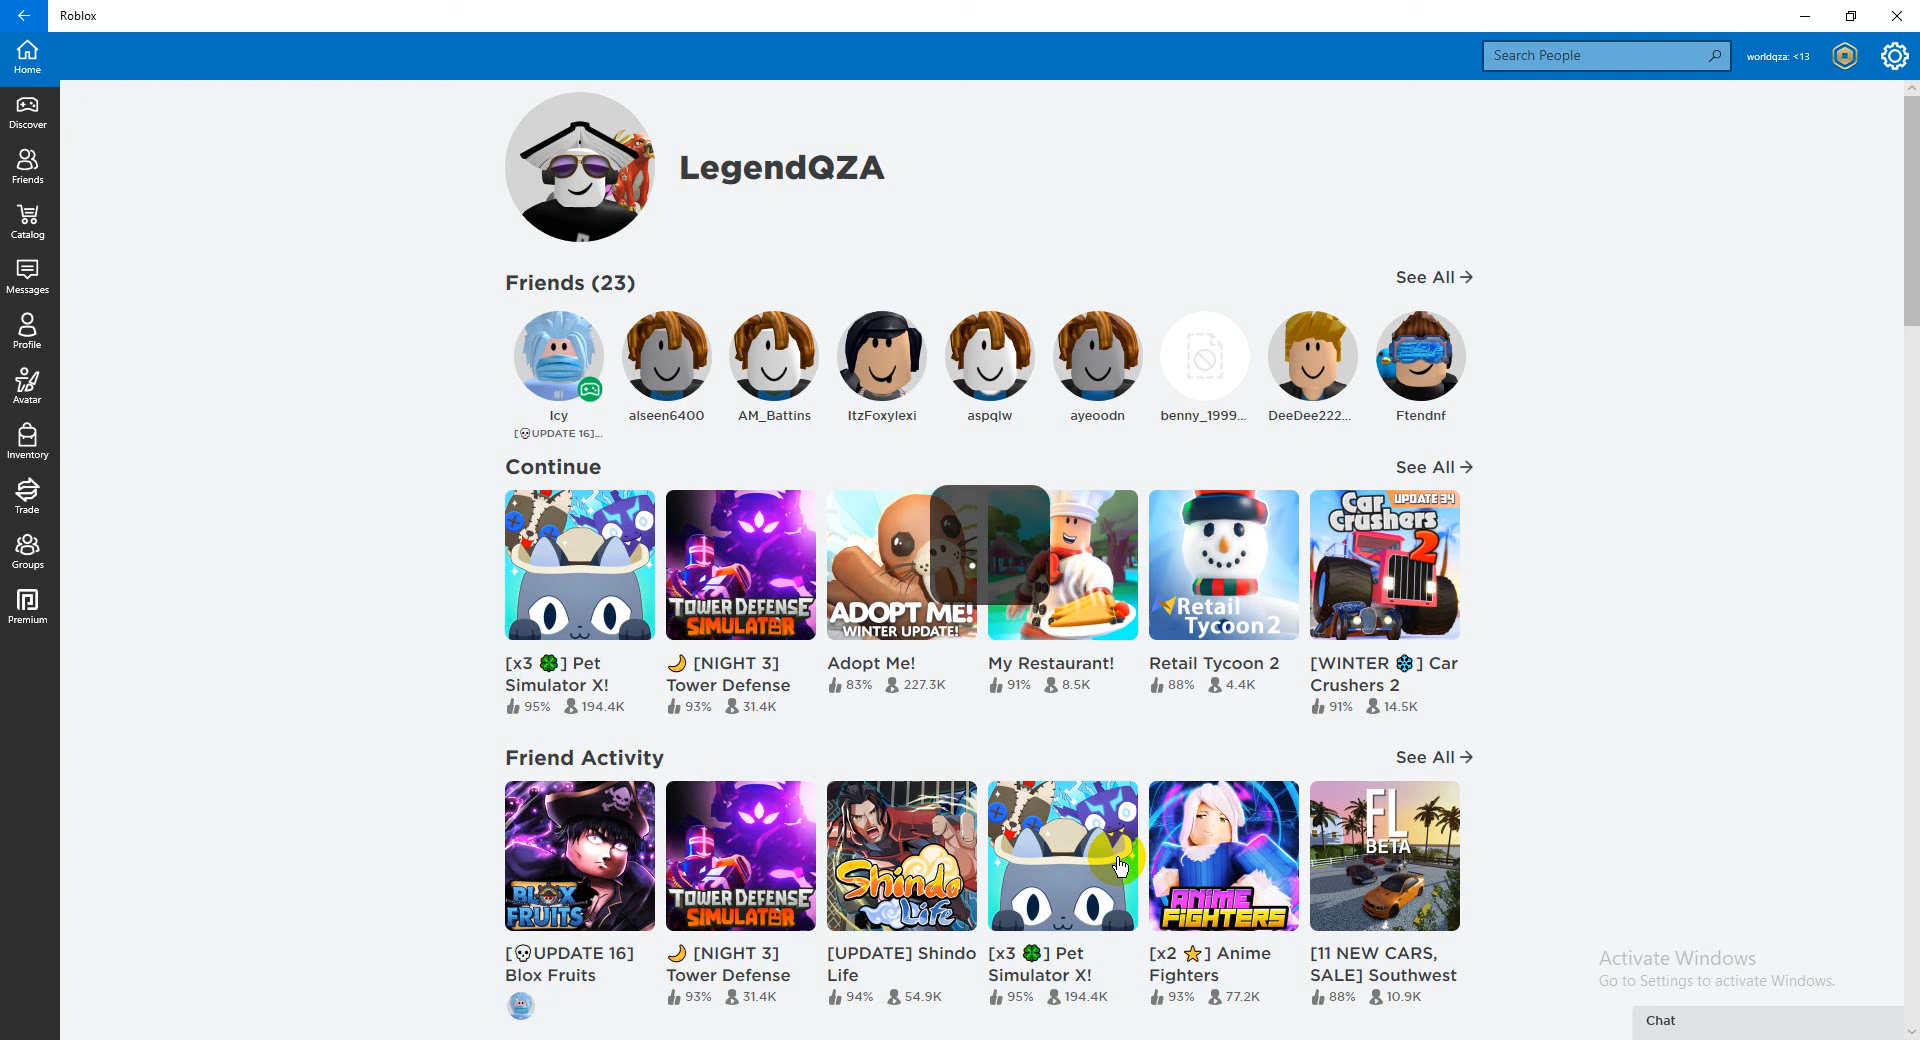 Roblox
Home
Search People
worldqza: <13
Discover
Friends
Catalog
Messages
Profile
Avatar
Inventory
Trade
Groups
Premium
LegendQZA
Friends (23)
See All →
Icy
[💀UPDATE 16]...
alseen6400
AM_Battins
ItzFoxylexi
aspqlw
ayeoodn
benny_1999...
DeeDee222...
Ftendnf
Continue
See All →
TOWER DEFENSE
SIMULATOR
ADOPT ME!
WINTER UPDATE!
Retail
Tycoon 2
UPDATE 34
Car
Crushers
2
[x3 🍀] Pet
Simulator X!
95% 194.4K
🌙 [NIGHT 3]
Tower Defense
93% 31.4K
Adopt Me!
83% 227.3K
My Restaurant!
91% 8.5K
Retail Tycoon 2
88% 4.4K
[WINTER ❄️] Car
Crushers 2
91% 14.5K
Friend Activity
See All →
BLOX
FRUITS
TOWER DEFENSE
SIMULATOR
Shindo
Life
ANIME
FIGHTERS
FL
BETA
[💀UPDATE 16]
Blox Fruits
🌙 [NIGHT 3]
Tower Defense
93% 31.4K
[UPDATE] Shindo
Life
94% 54.9K
[x3 🍀] Pet
Simulator X!
95% 194.4K
[x2 ⭐] Anime
Fighters
93% 77.2K
[11 NEW CARS,
SALE] Southwest
88% 10.9K
Activate Windows
Go to Settings to activate Windows.
Chat